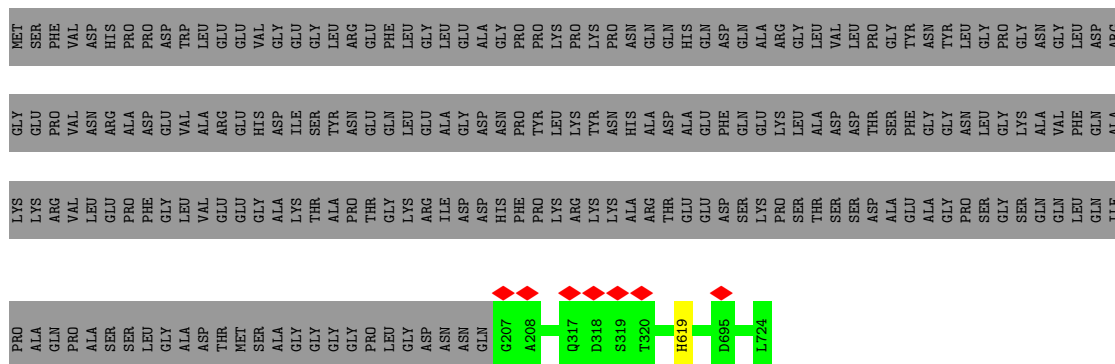 MET SER PHE VAL ASP HIS PRO PRO ASP TRP LEU GLU GLU VAL GLY GLU GLY LEU ARG GLU PHE LEU GLY LEU GLU ALA GLY PRO PRO LYS PRO LYS PRO ASN GLN GLN HIS GLN ASP GLN ALA ARG GLY LEU VAL LEU PRO GLY TYR ASN TYR LEU GLY PRO GLY ASN GLY LEU ASP ARG
GLY GLU PRO VAL ASN ARG ALA ASP GLU VAL ALA ARG GLU HIS ASP ILE SER TYR ASN GLU GLN LEU GLU ALA GLY ASP ASN PRO TYR LEU LYS TYR ASN HIS ALA ASP ALA GLU PHE GLN GLU LYS LEU ALA ASP ASP THR SER PHE GLY GLY ASN LEU GLY LYS ALA VAL PHE GLN ALA
LYS LYS ARG VAL LEU GLU PRO PHE GLY LEU VAL GLU GLU GLY ALA LYS THR ALA PRO THR GLY LYS ARG ILE ASP ASP HIS PHE PRO LYS ARG LYS LYS ALA ARG THR GLU GLU ASP SER LYS PRO SER THR SER SER ASP ALA GLU ALA GLY PRO SER GLY SER GLN GLN LEU GLN ILE
PRO ALA GLN PRO ALA SER SER LEU GLY ALA ASP THR MET SER ALA GLY GLY GLY GLY PRO LEU GLY ASP ASN ASN GLN G207 A208 Q317 D318 S319 T320 H619 D695 L724